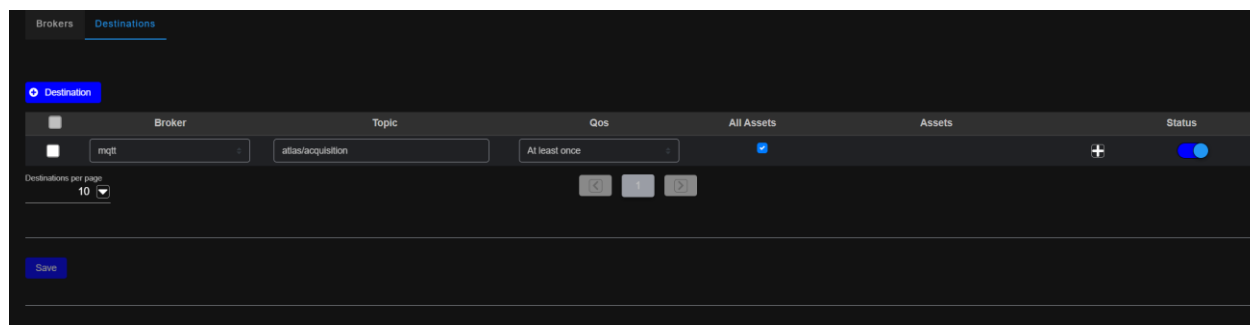 Brokers Destinations
Destination
Broker Topic Qos All Assets Assets Status
mqtt atlas/acquisition At least once
Destinations per page
10 1
Save